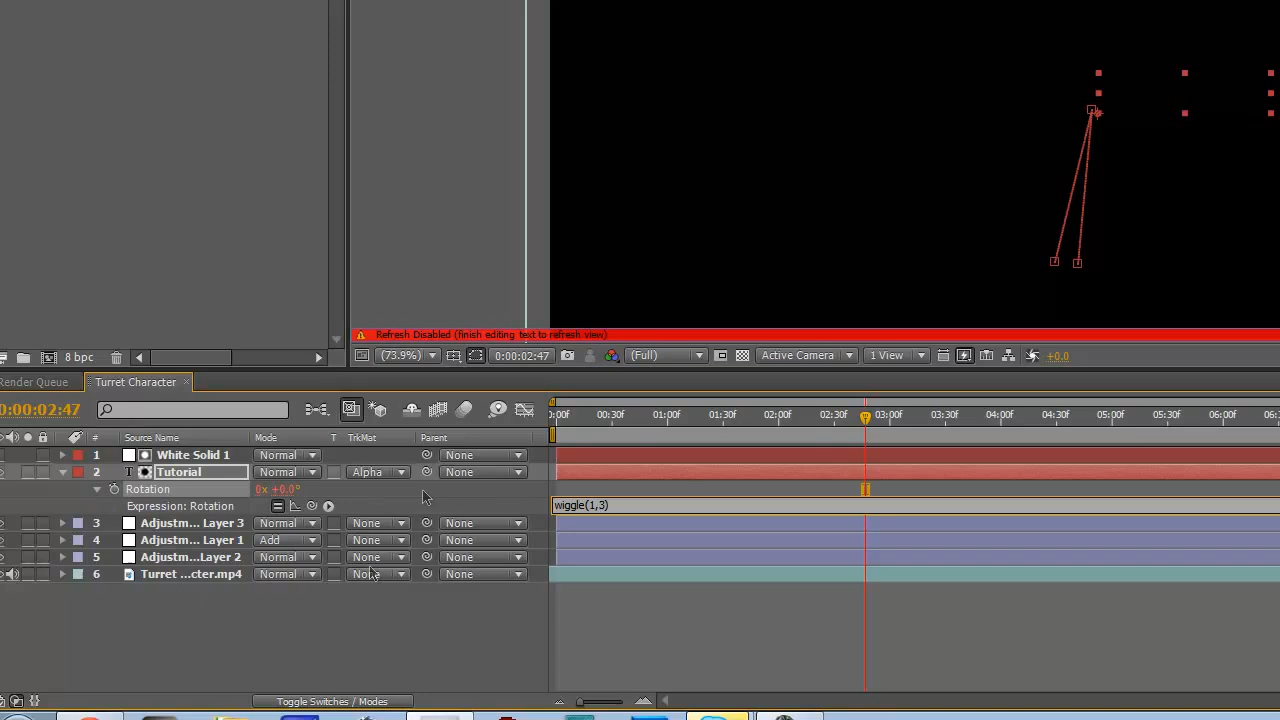 Refresh Disabled (finish editing text to refresh view)
8 bpc
(73.9%)
0:00:02:47
(Full)
Active Camera
1 View
+0.0
Render Queue
Turret Character
0:00:02:47
0:00f 00:30f 01:00f 01:30f 02:00f 02:30f 03:00f 03:30f 04:00f 04:30f 05:00f 05:30f 06:00f
# Source Name Mode T TrkMat Parent
1 White Solid 1 Normal None
2 T Tutorial Normal Alpha None
Rotation 0x +0.0°
Expression: Rotation wiggle(1,3)
3 Adjustm... Layer 3 Normal None None
4 Adjustm... Layer 1 Add None None
5 Adjustm...Layer 2 Normal None None
6 Turret ...cter.mp4 Normal None None
Toggle Switches / Modes